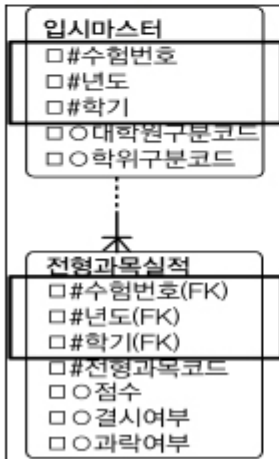 입시마스터
□#수험번호
□#년도
□#학기
□○대학원구분코드
□○학위구분코드
전형과목실적
□#수험번호(FK)
□#년도(FK)
□#학기(FK)
□#전형과목코드
□○점수
□○결시여부
□○과락여부